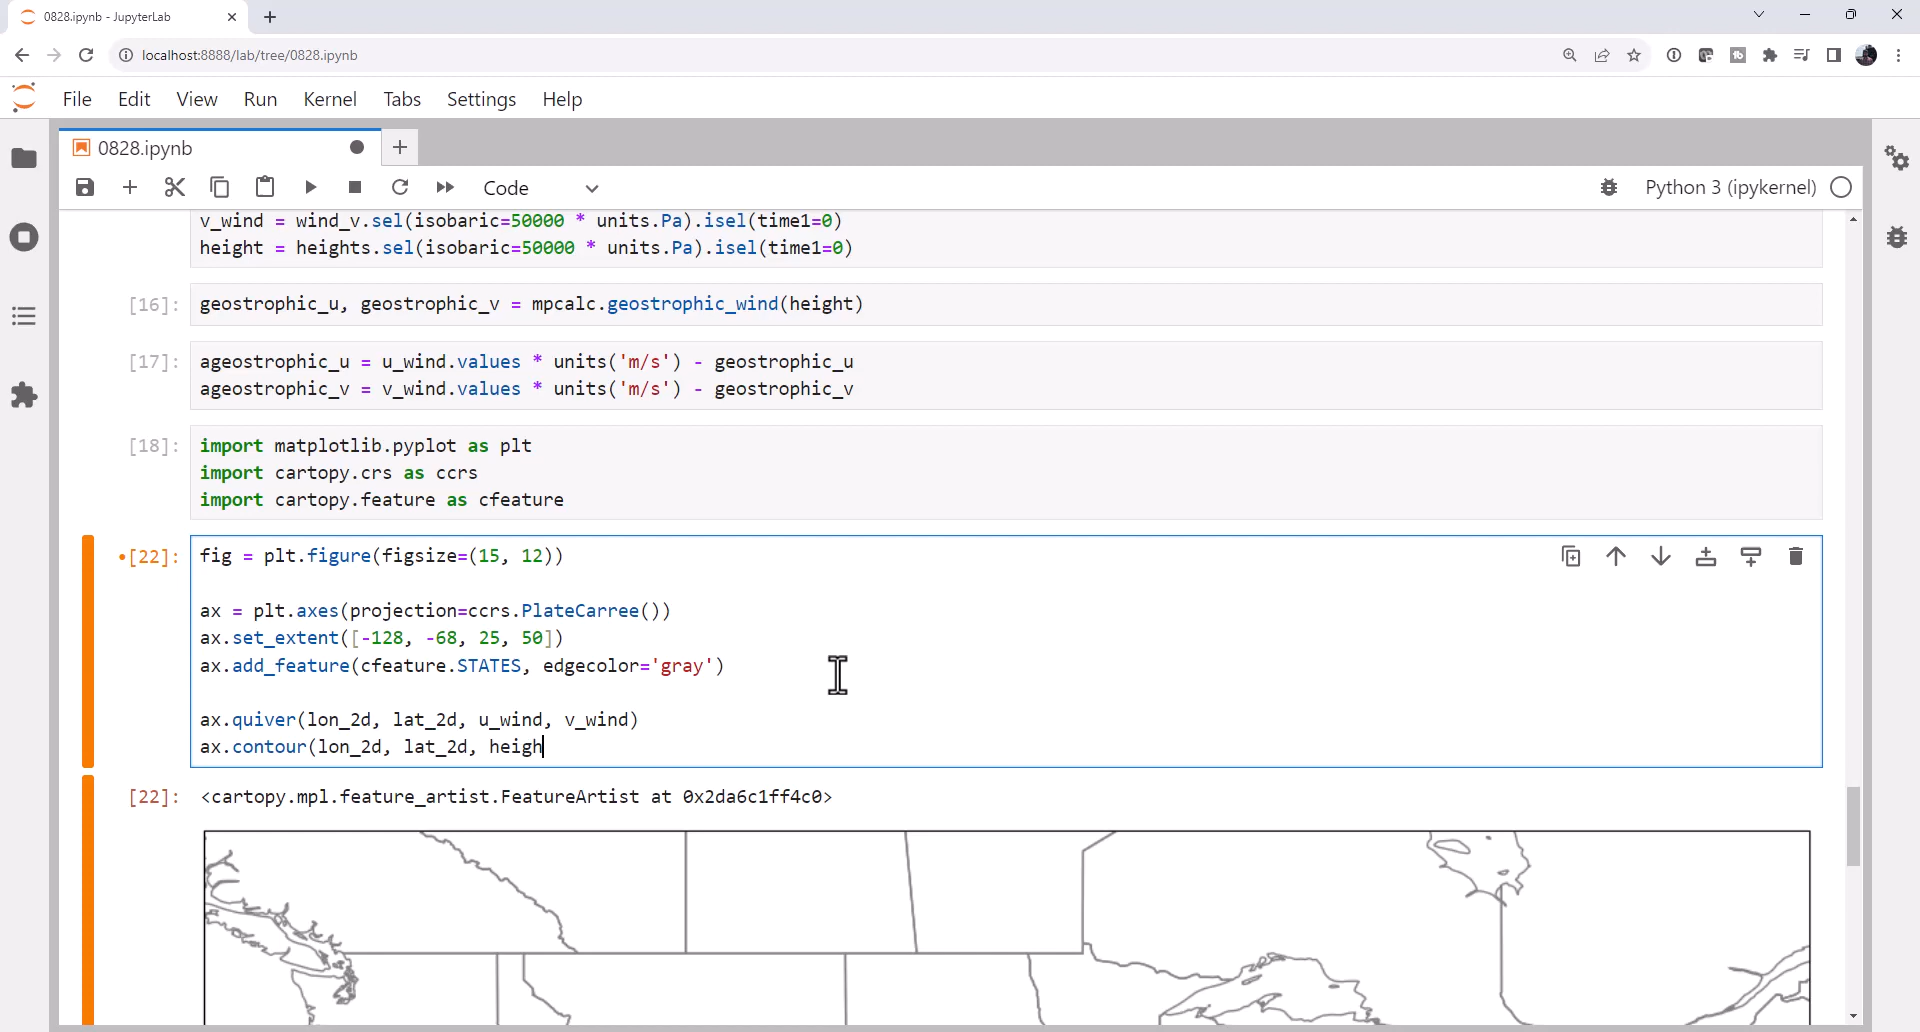 0828.ipynb - JupyterLab
localhost:8888/lab/tree/0828.ipynb
File Edit View Run Kernel Tabs Settings Help
0828.ipynb
Code
Python 3 (ipykernel)
v_wind = wind_v.sel(isobaric=50000 * units.Pa).isel(time1=0)
height = heights.sel(isobaric=50000 * units.Pa).isel(time1=0)
[16]: geostrophic_u, geostrophic_v = mpcalc.geostrophic_wind(height)
[17]: ageostrophic_u = u_wind.values * units('m/s') - geostrophic_u
ageostrophic_v = v_wind.values * units('m/s') - geostrophic_v
[18]: import matplotlib.pyplot as plt
import cartopy.crs as ccrs
import cartopy.feature as cfeature
•[22]: fig = plt.figure(figsize=(15, 12))
ax = plt.axes(projection=ccrs.PlateCarree())
ax.set_extent([-128, -68, 25, 50])
ax.add_feature(cfeature.STATES, edgecolor='gray')
ax.quiver(lon_2d, lat_2d, u_wind, v_wind)
ax.contour(lon_2d, lat_2d, heigh
[22]: <cartopy.mpl.feature_artist.FeatureArtist at 0x2da6c1ff4c0>